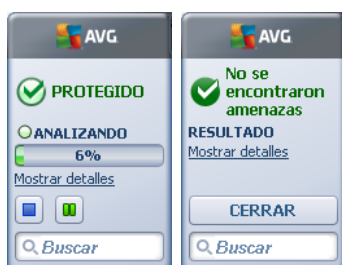 AVG
PROTEGIDO
ANALIZANDO
6%
Mostrar detalles
Buscar
AVG
No se
encontraron
amenazas
RESULTADO
Mostrar detalles
CERRAR
Buscar